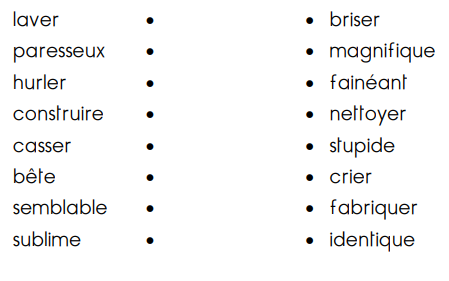 laver • • briser
paresseux • • magnifique
hurler • • fainéant
construire • • nettoyer
casser • • stupide
bête • • crier
semblable • • fabriquer
sublime • • identique